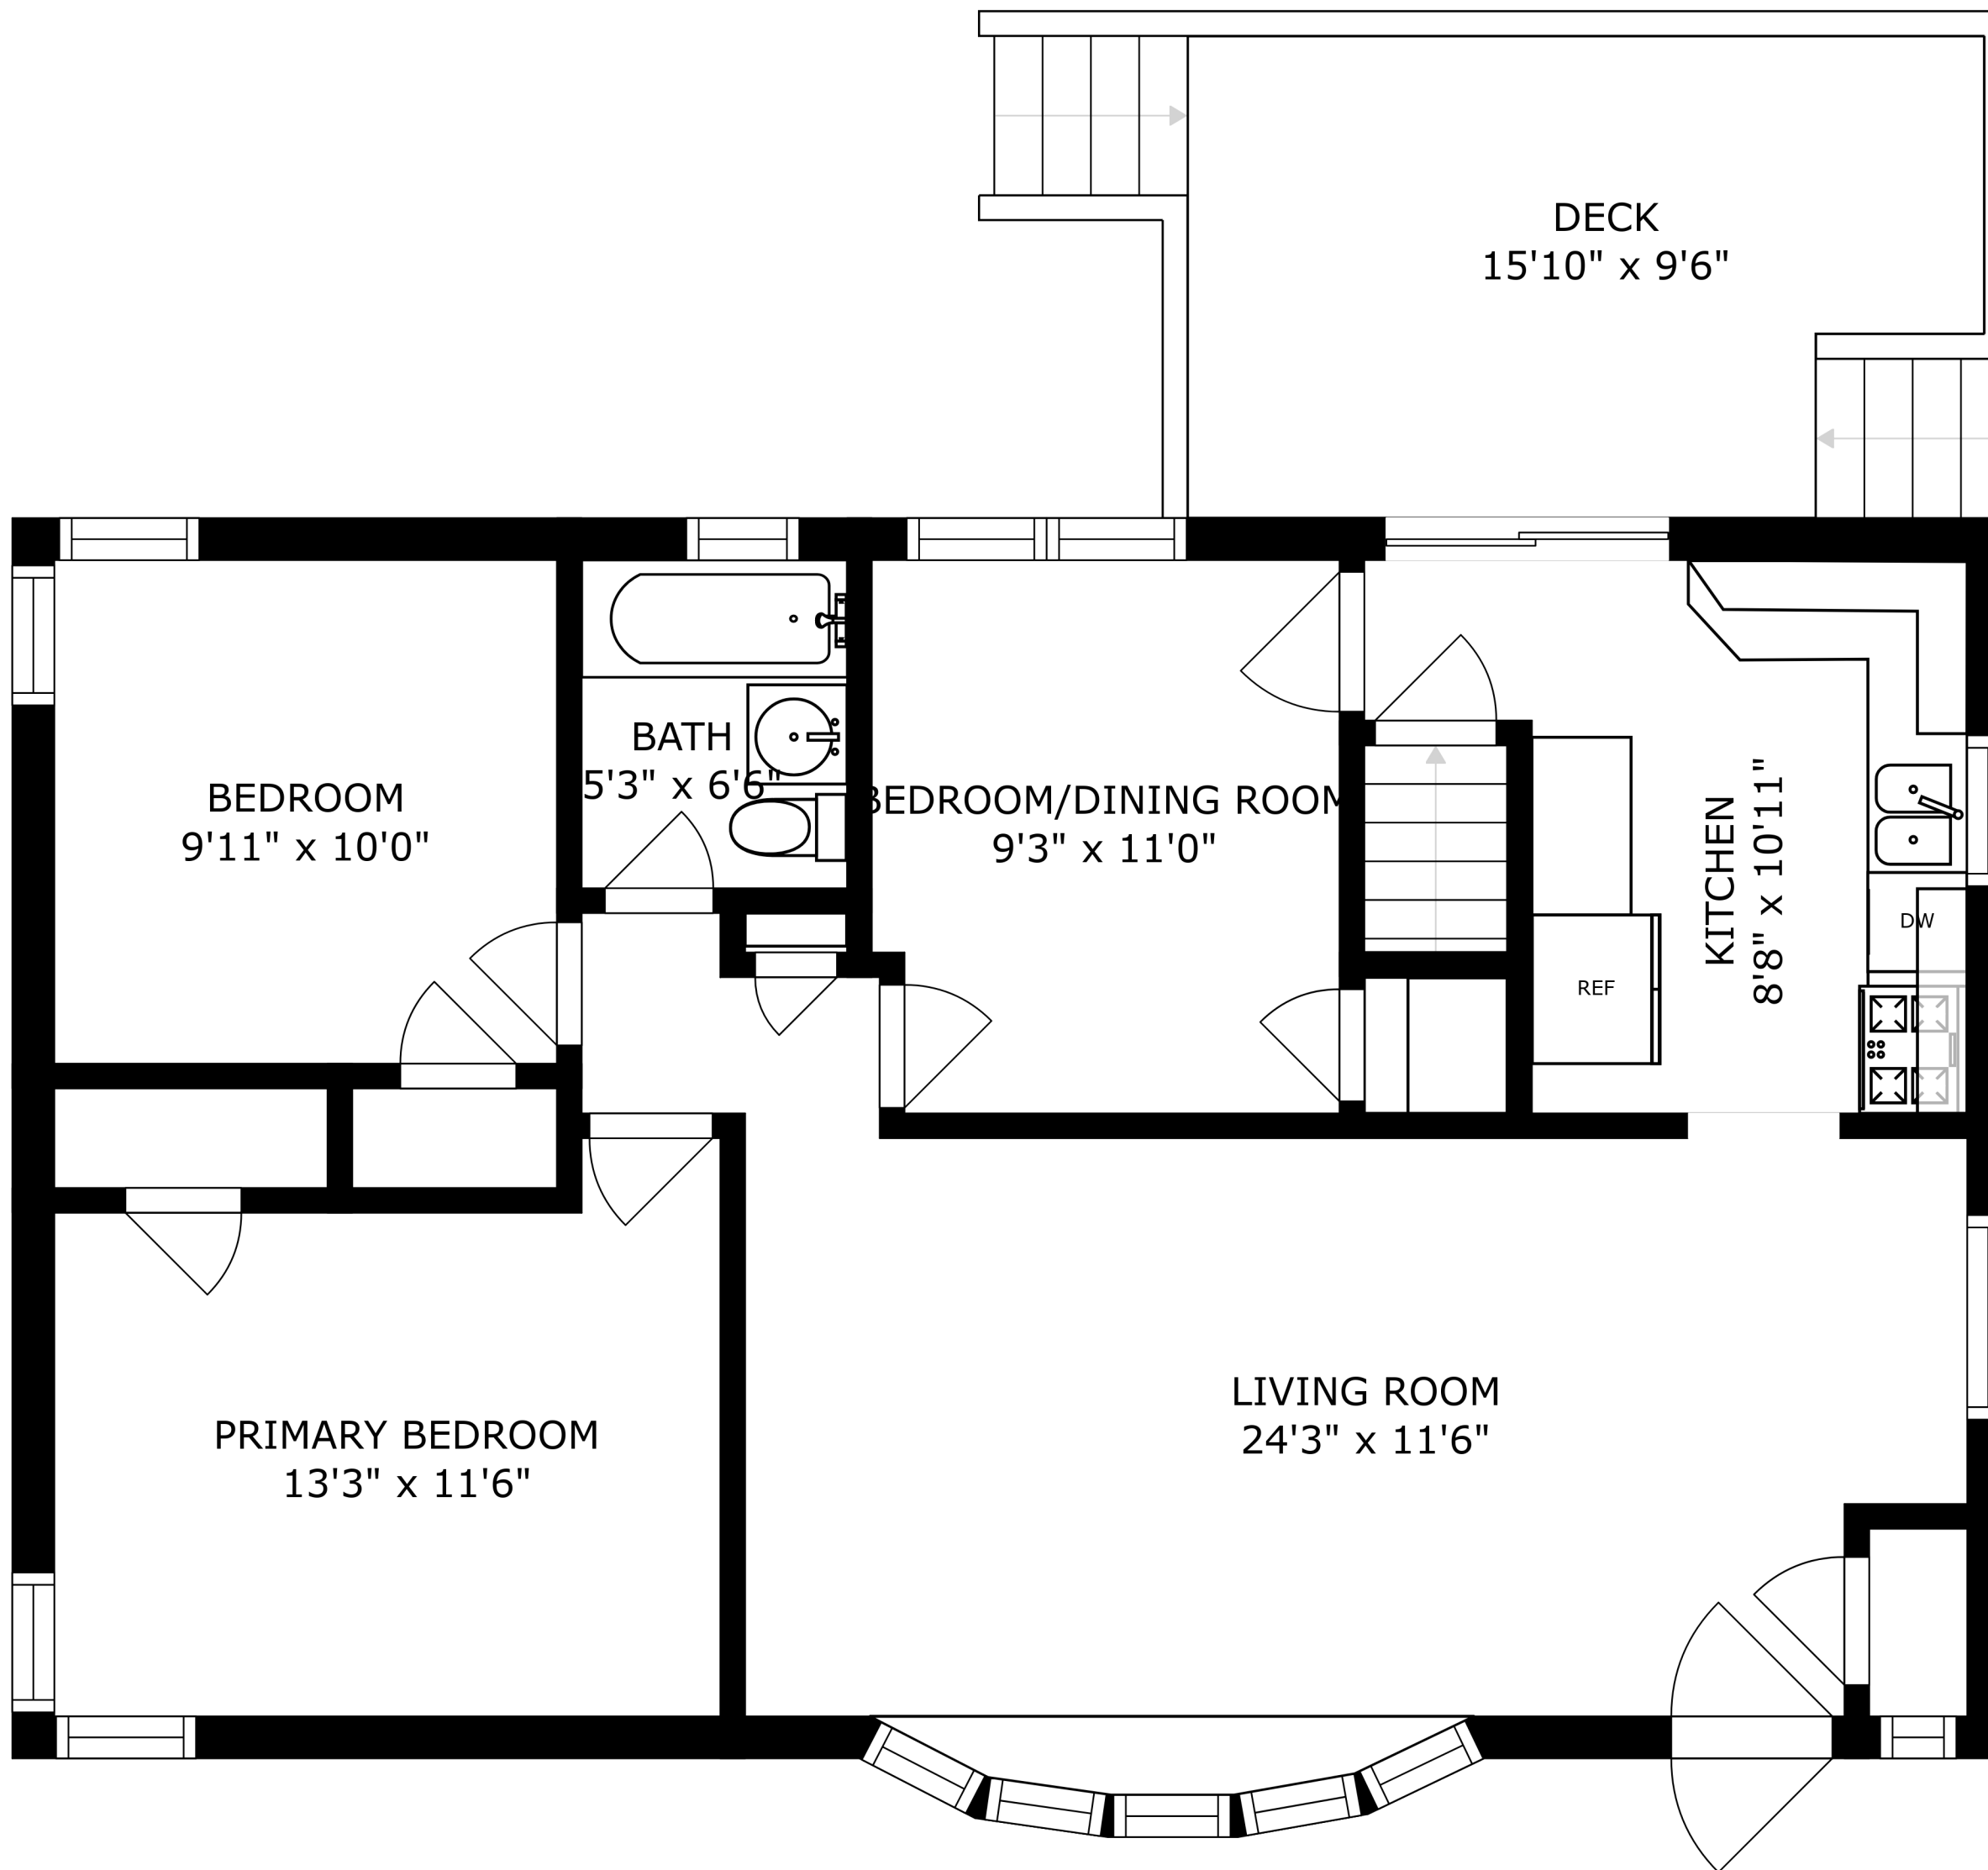 DECK
15'10" x 9'6"
BATH
5'3" x 6'6"
BEDROOM
9'11" x 10'0"
BEDROOM/DINING ROOM
9'3" x 11'0"
KITCHEN
8'8" x 10'11"
DW
REF
LIVING ROOM
24'3" x 11'6"
PRIMARY BEDROOM
13'3" x 11'6"